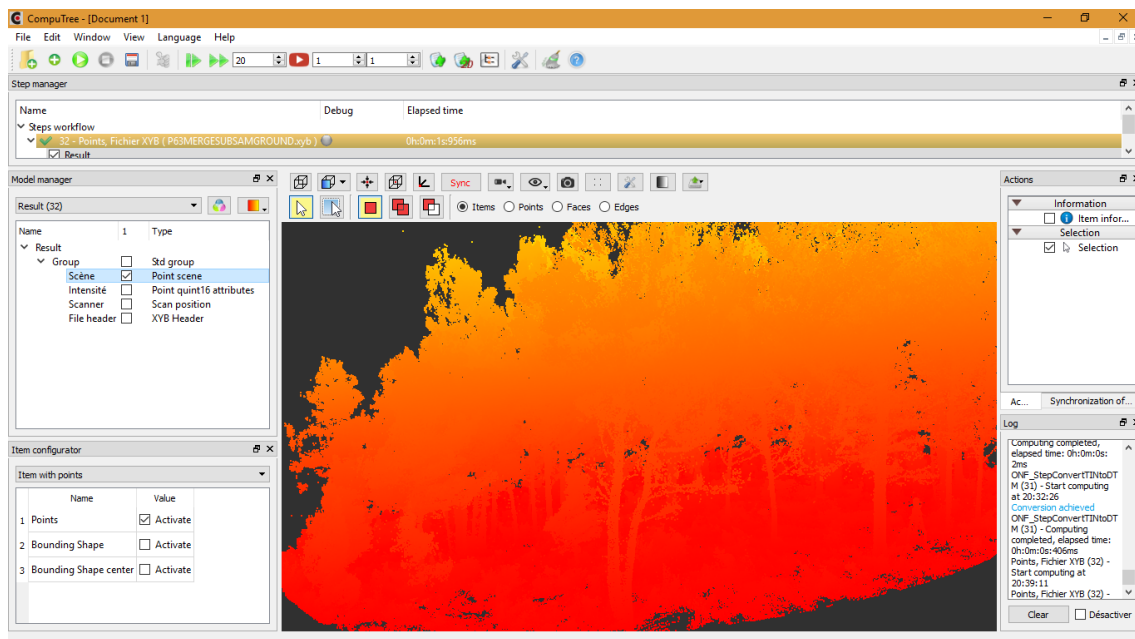 CompuTree - [Document 1]
File Edit Window View Language Help
20 1 1
Step manager
Name Debug Elapsed time
Steps workflow
32 - Points, Fichier XYB ( P63MERGESUBSAMGROUND.xyb ) 0h:0m:1s:956ms
Result
Model manager
Result (32)
Name 1 Type
Result
Group Std group
Scène Point scene
Intensité Point quint16 attributes
Scanner Scan position
File header XYB Header
Item configurator
Item with points
Name Value
1 Points Activate
2 Bounding Shape Activate
3 Bounding Shape center Activate
Sync
Items Points Faces Edges
Actions
Information
Item infor...
Selection
Selection
Ac... Synchronization of...
Log
Computing completed,
elapsed time: 0h:0m:0s:
2ms
ONF_StepConvertTINtoDT
M (31) - Start computing
at 20:32:26
Conversion achieved
ONF_StepConvertTINtoDT
M (31) - Computing
completed, elapsed time:
0h:0m:0s:406ms
Points, Fichier XYB (32) -
Start computing at
20:39:11
Points, Fichier XYB (32) -
Clear Désactiver